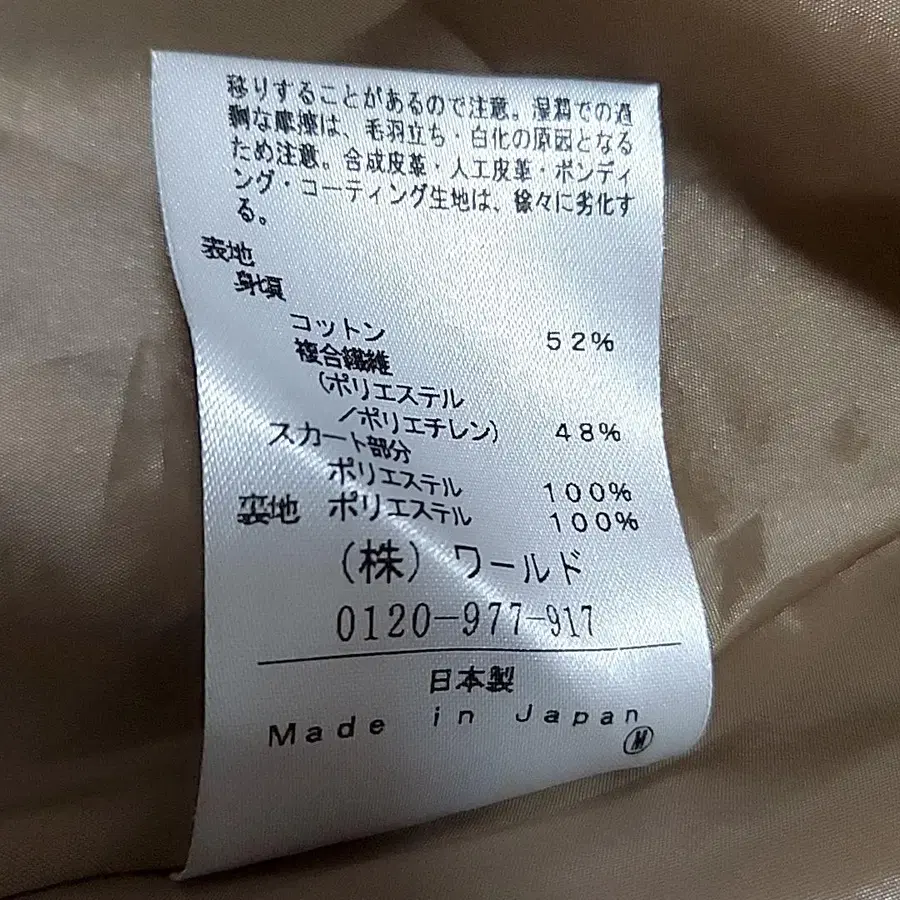 移りすることがあるので注意。湿潤での過
剰な摩擦は、毛羽立ち・白化の原因となる
ため注意。合成皮革・人工皮革・ボンディ
ング・コーティング生地は、徐々に劣化す
る。
表地
身頃
コットン 52%
複合繊維
(ポリエステル
/ポリエチレン) 48%
スカート部分
ポリエステル 100%
裏地 ポリエステル 100%
(株)ワールド
0120-977-917
日本製
Made in Japan
M